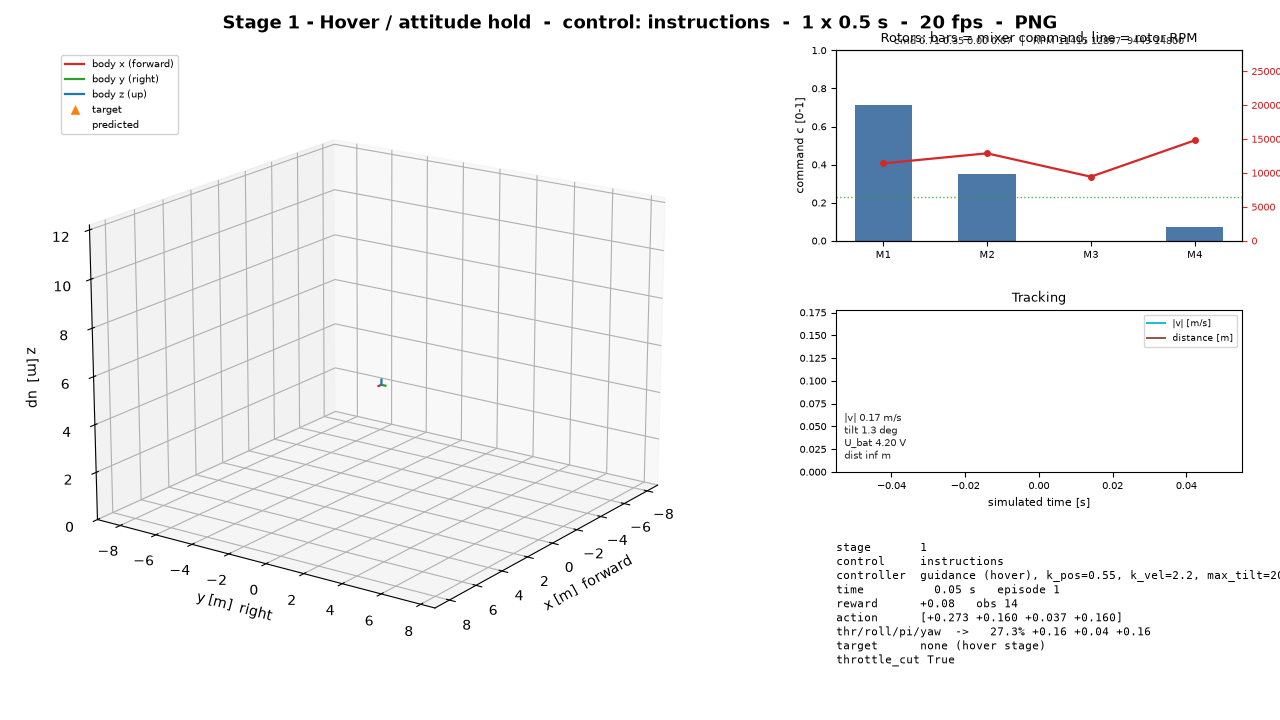 Stage 1 - Hover / attitude hold - control: instructions - 1 x 0.5 s - 20 fps - PNG
body x (forward)
body y (right)
body z (up)
target
predicted
12
10
8
6
4
2
0
z [m] up
−8
−6
−4
−2
0
2
4
6
8
y [m] right
8
6
4
2
0
−2
−4
−6
−8
x [m] forward
Rotors: bars = mixer command, line = rotor RPM
1.0
0.8
0.6
0.4
0.2
0.0
command c [0-1]
25000
20000
15000
10000
5000
0
M1 M2 M3 M4
Tracking
0.175
0.150
0.125
0.100
0.075
0.050
0.025
0.000
|v| [m/s]
distance [m]
|v| 0.17 m/s
tilt 1.3 deg
U_bat 4.20 V
dist inf m
−0.04 −0.02 0.00 0.02 0.04
simulated time [s]
stage 1
control instructions
controller guidance (hover), k_pos=0.55, k_vel=2.2, max_tilt=20
time 0.05 s episode 1
reward +0.08 obs 14
action [+0.273 +0.160 +0.037 +0.160]
thr/roll/pi/yaw -> 27.3% +0.16 +0.04 +0.16
target none (hover stage)
throttle_cut True